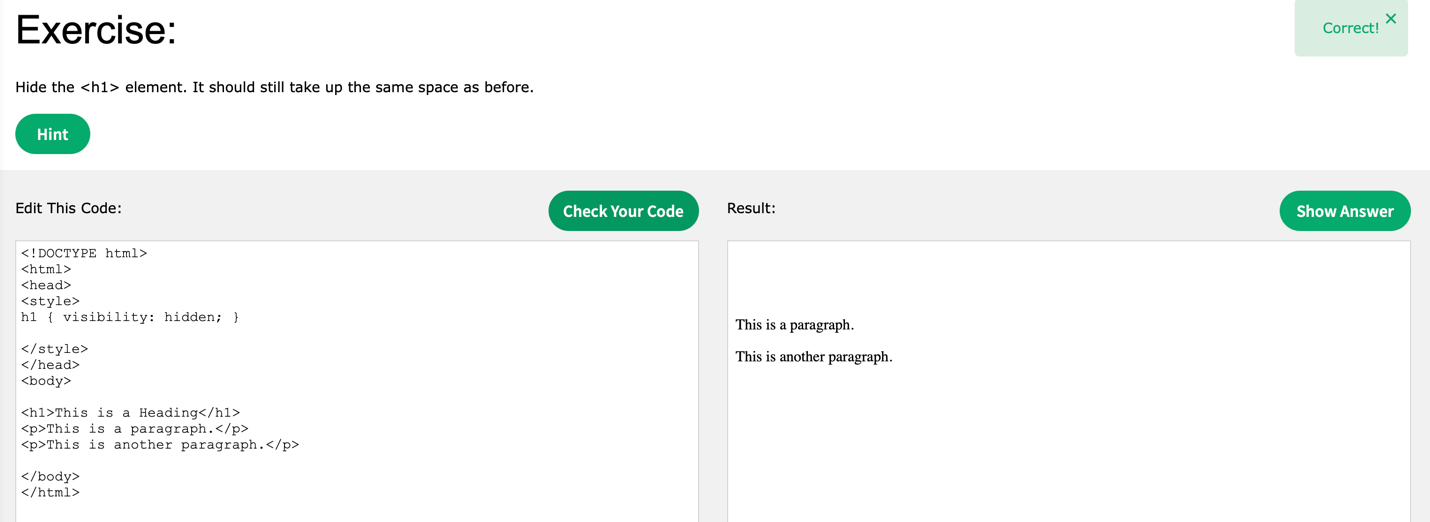 Exercise:
Correct!
×
Hide the <h1> element. It should still take up the same space as before.
Hint
Edit This Code:
Check Your Code
<!DOCTYPE html>
<html>
<head>
<style>
h1 { visibility: hidden; }
</style>
</head>
<body>
<h1>This is a Heading</h1>
<p>This is a paragraph.</p>
<p>This is another paragraph.</p>
</body>
</html>
Result:
Show Answer
This is a paragraph.
This is another paragraph.